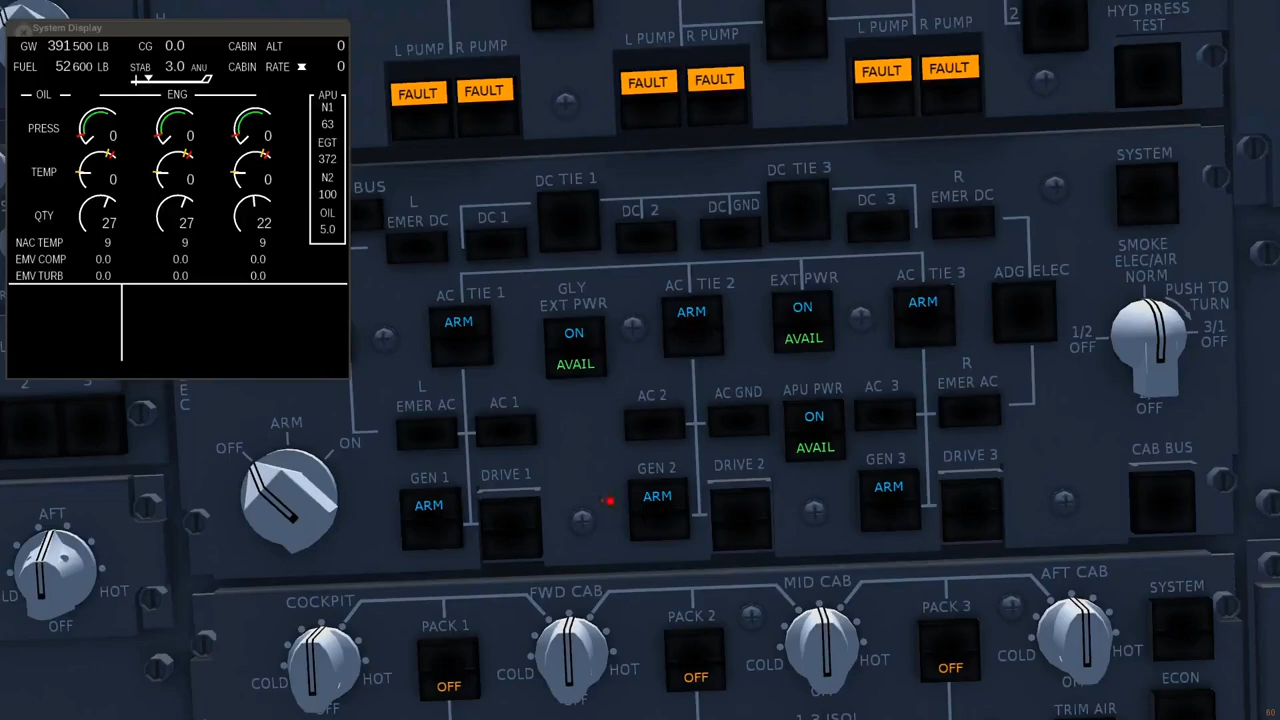 System Display
GW 391500 LB CG 0.0 CABIN ALT 0
FUEL 52600 LB STAB 3.0 ANU CABIN RATE 0
OIL ENG APU
PRESS 0 0 0
TEMP 0 0 0
QTY 27 27 22
NAC TEMP 9 9 9
EMV COMP 0.0 0.0 0.0
EMV TURB 0.0 0.0 0.0
N1
63
EGT
372
N2
100
OIL
5.0
L PUMP R PUMP
FAULT FAULT
L PUMP R PUMP
FAULT FAULT
L PUMP R PUMP
FAULT FAULT
2
HYD PRESS
TEST
BUS
L
EMER DC
DC 1
DC TIE 1
DC 2
DC GND
DC TIE 3
DC 3
R
EMER DC
SYSTEM
SMOKE
ELEC/AIR
NORM
PUSH TO
TURN
1/2
OFF
3/1
OFF
OFF
AC TIE 1
ARM
GLY
EXT PWR
ON
AVAIL
AC TIE 2
ARM
EXT PWR
ON
AVAIL
AC TIE 3
ARM
ADG ELEC
L
EMER AC
AC 1
AC 2
AC GND
APU PWR
ON
AVAIL
AC 3
R
EMER AC
OFF
ARM
ON
GEN 1
ARM
DRIVE 1
GEN 2
ARM
DRIVE 2
GEN 3
ARM
DRIVE 3
CAB BUS
AFT
HOT
OFF
COCKPIT
COLD
HOT
OFF
PACK 1
OFF
FWD CAB
COLD
HOT
OFF
PACK 2
OFF
MID CAB
COLD
HOT
PACK 3
OFF
AFT CAB
COLD
HOT
SYSTEM
ECON
TRIM AIR
60